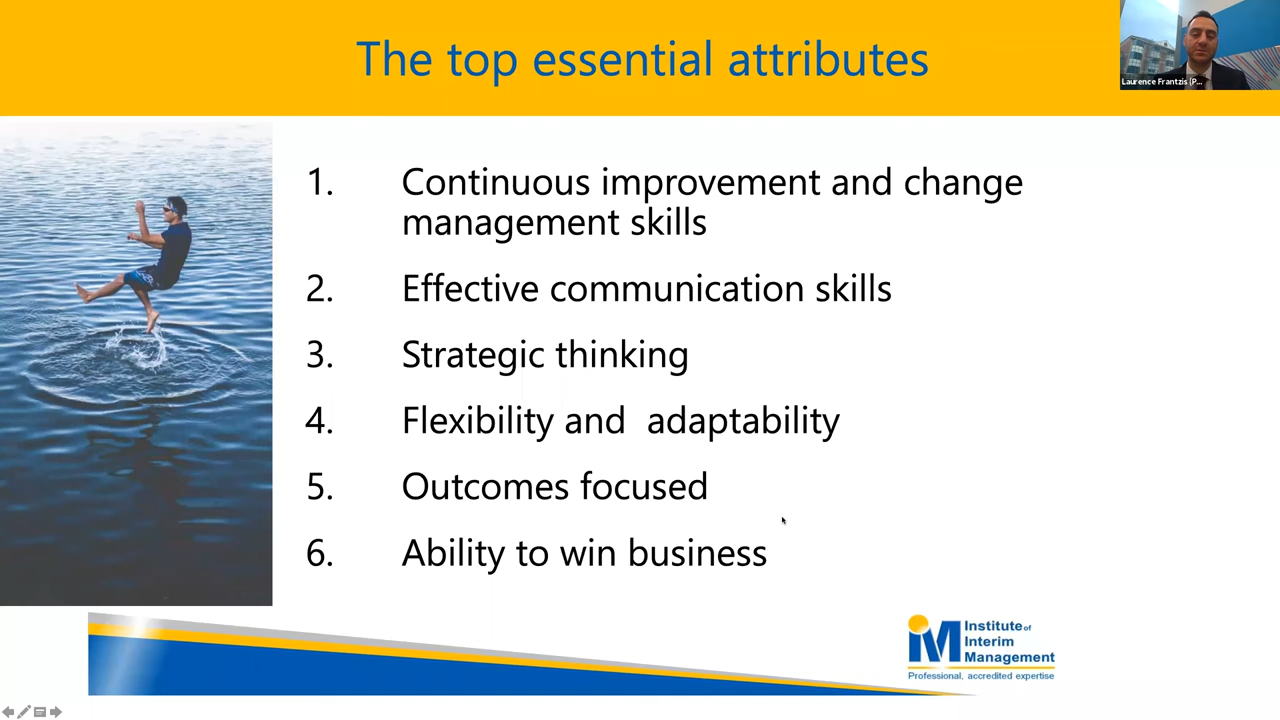 The top essential attributes
Laurence Frantzis (P...
1. Continuous improvement and change
management skills
2. Effective communication skills
3. Strategic thinking
4. Flexibility and  adaptability
5. Outcomes focused
6. Ability to win business
iM
Institute of
Interim
Management
Professional, accredited expertise